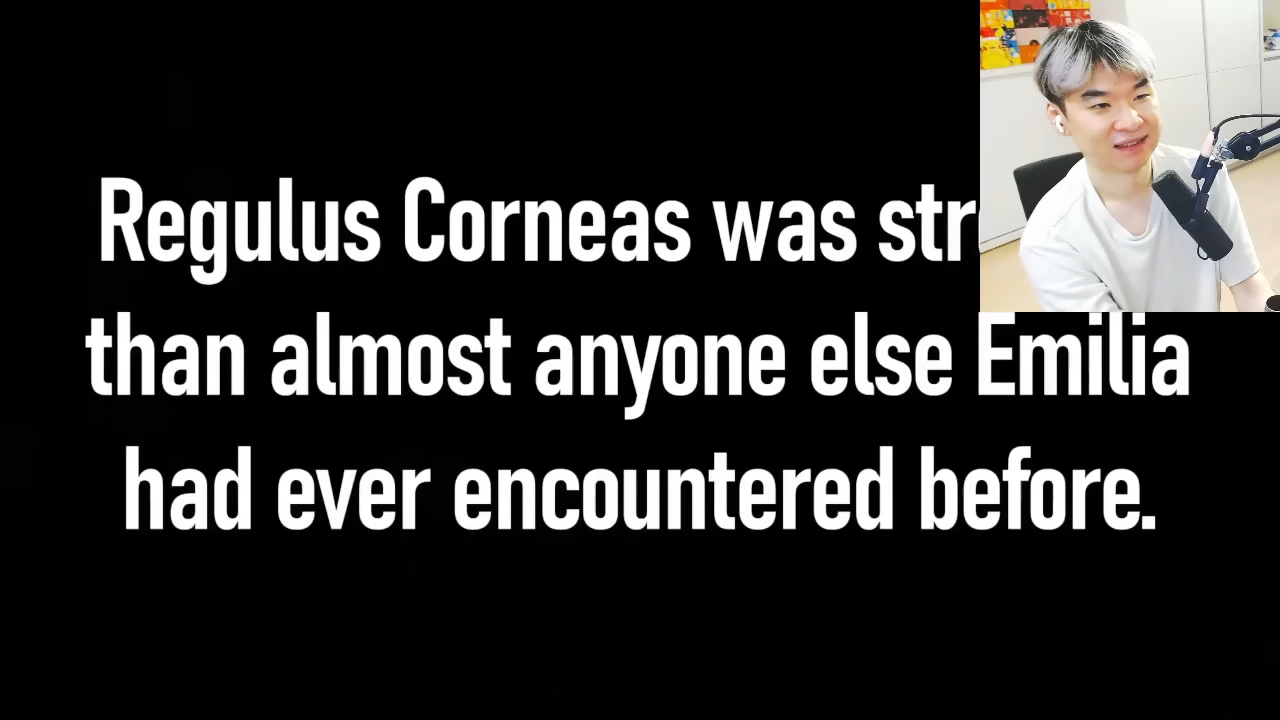 Regulus Corneas was
than almost anyone else Emilia
had ever encountered before.